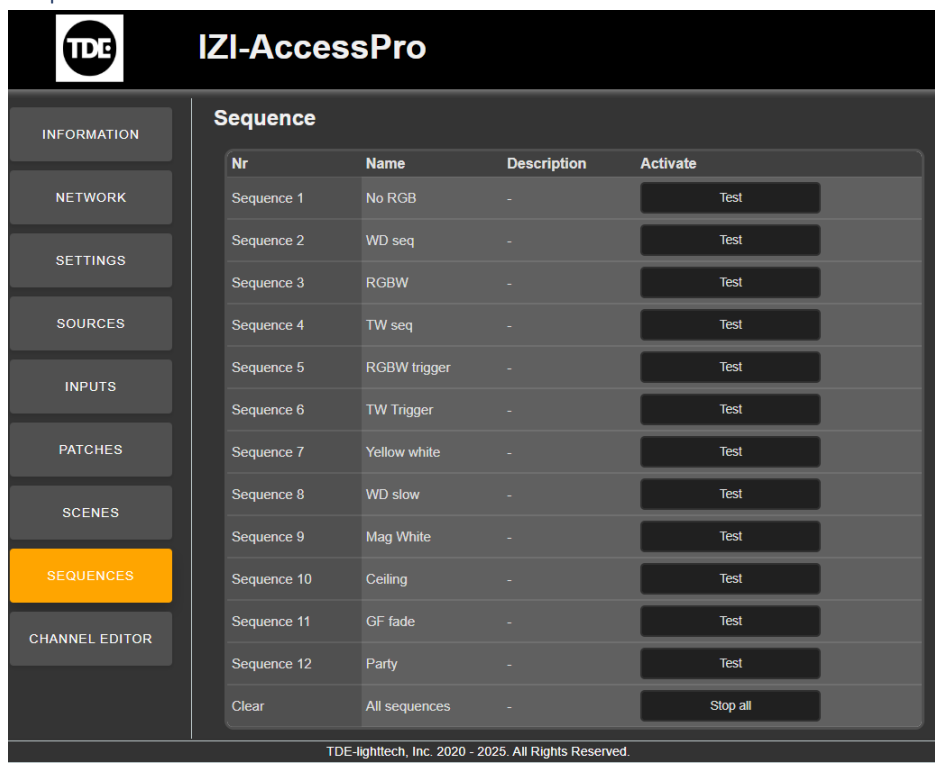 TDE
IZI-AccessPro
INFORMATION
NETWORK
SETTINGS
SOURCES
INPUTS
PATCHES
SCENES
SEQUENCES
CHANNEL EDITOR
Sequence
Nr Name Description Activate
Sequence 1 No RGB - Test
Sequence 2 WD seq - Test
Sequence 3 RGBW - Test
Sequence 4 TW seq - Test
Sequence 5 RGBW trigger - Test
Sequence 6 TW Trigger - Test
Sequence 7 Yellow white - Test
Sequence 8 WD slow - Test
Sequence 9 Mag White - Test
Sequence 10 Ceiling - Test
Sequence 11 GF fade - Test
Sequence 12 Party - Test
Clear All sequences - Stop all
TDE-lighttech, Inc. 2020 - 2025. All Rights Reserved.